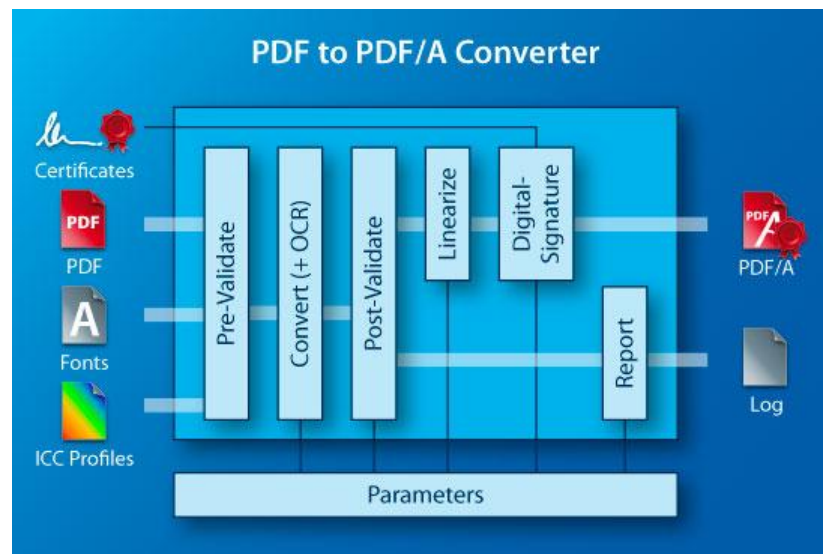 PDF to PDF/A Converter
Certificates
PDF
PDF
Fonts
A
ICC Profiles
Pre-Validate
Convert (+ OCR)
Post-Validate
Linearize
Digital-
Signature
Report
PDF
A
PDF/A
Log
Parameters